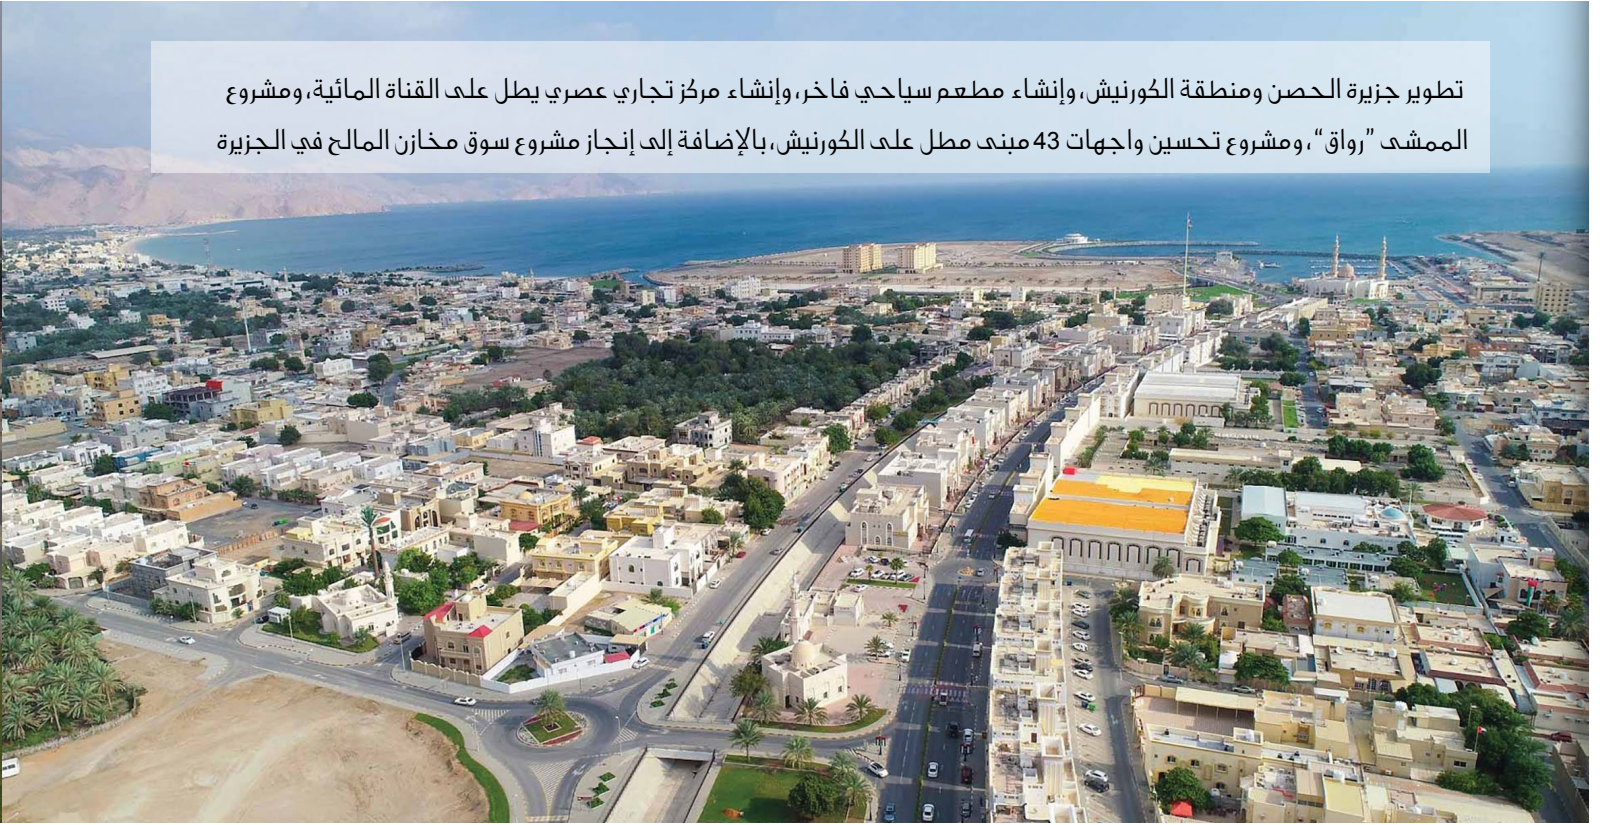 تطوير جزيرة الحصن ومنطقة الكورنيش، وإنشاء مطعم سياحي فاخر، وإنشاء مركز تجاري عصري يطل على القناة المائية، ومشروع
الممشى ”رواق“، ومشروع تحسين واجهات 43 مبنى مطل على الكورنيش، بالإضافة إلى إنجاز مشروع سوق مخازن المالح في الجزيرة